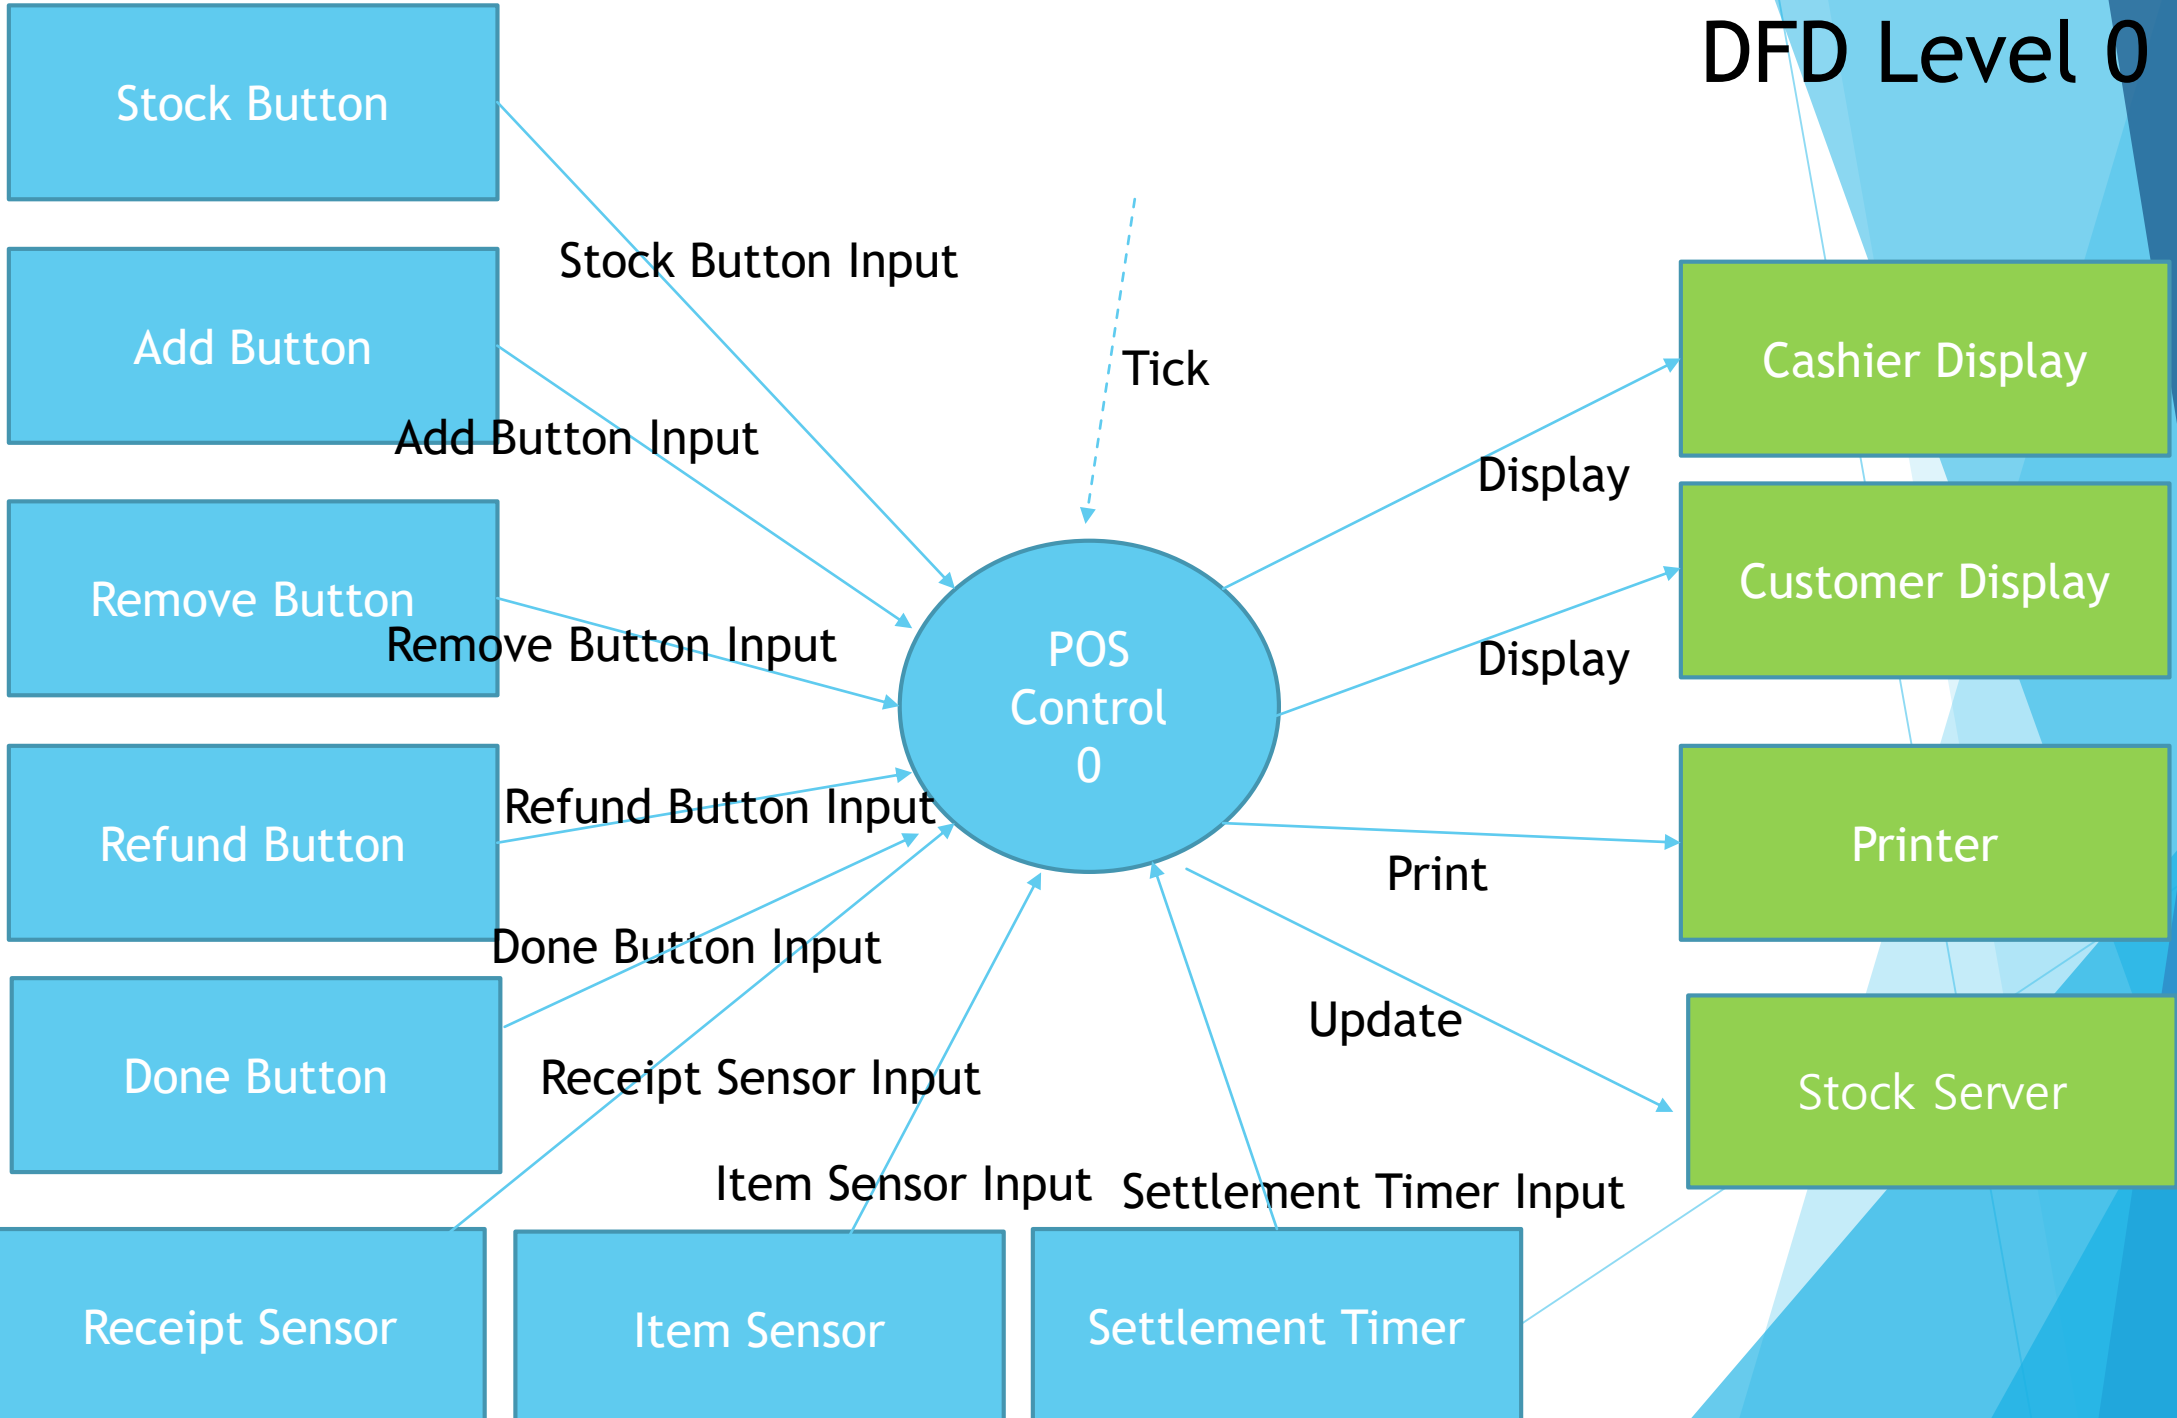 DFD Level 0
Stock Button
Stock Button Input
Add Button
Tick
Cashier Display
Add Button Input
Display
Remove Button
Customer Display
Remove Button Input
POS
Control
0
Display
Refund Button Input
Refund Button
Printer
Print
Done Button Input
Update
Done Button
Receipt Sensor Input
Stock Server
Item Sensor Input
Settlement Timer Input
Receipt Sensor
Item Sensor
Settlement Timer